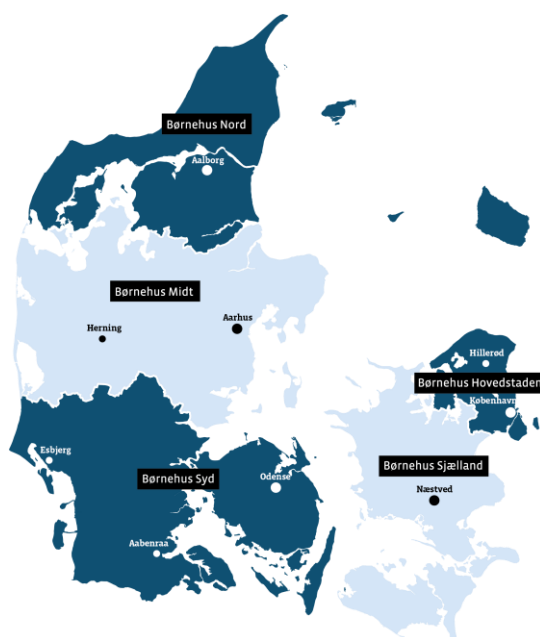 Børnehus Nord
Aalborg
Børnehus Midt
Herning
Aarhus
Hillerød
Børnehus Hovedstaden
København
Børnehus Sjælland
Næstved
Esbjerg
Børnehus Syd
Odense
Aabenraa